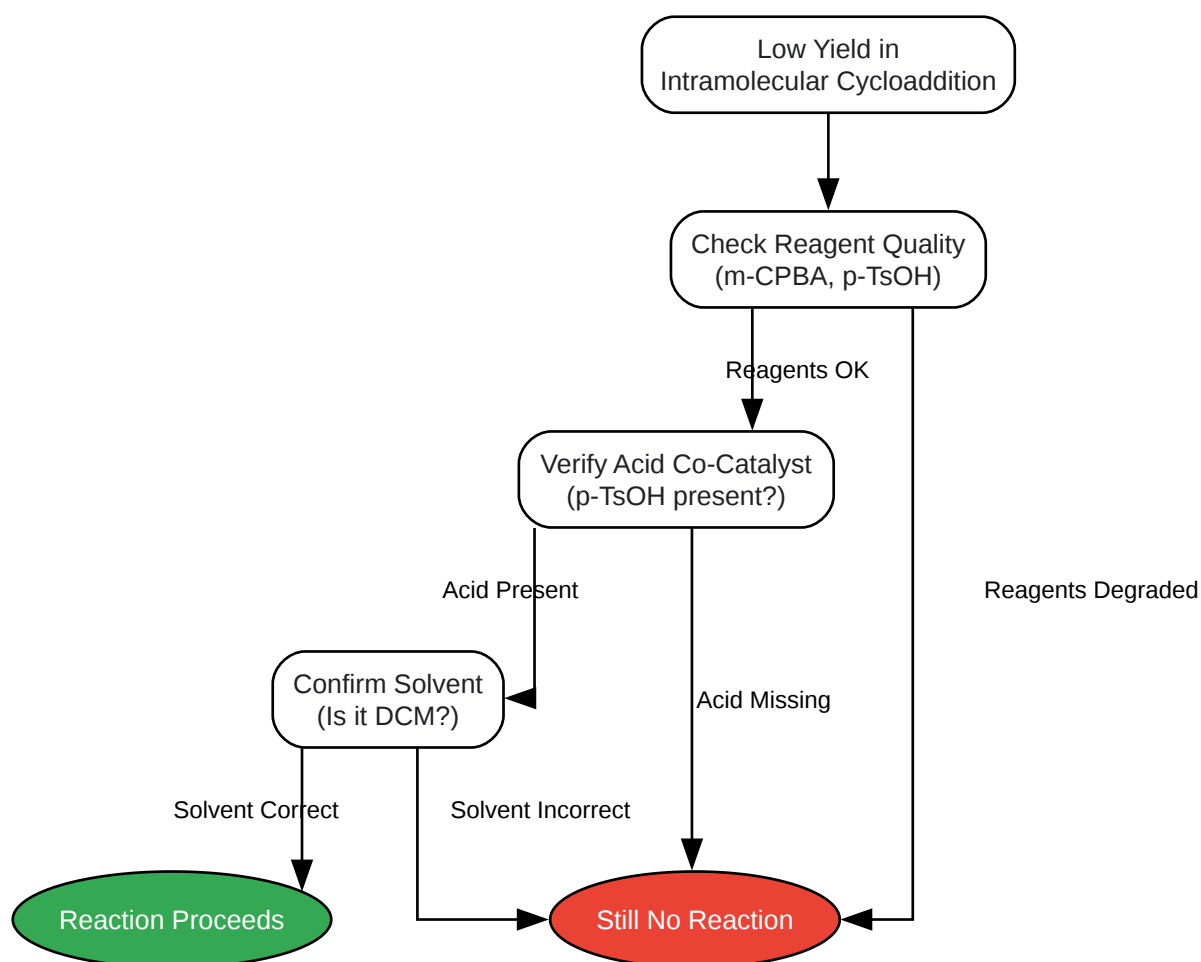 Low Yield in
Intramolecular Cycloaddition
Check Reagent Quality
(m-CPBA, p-TsOH)
Reagents OK
Verify Acid Co-Catalyst
(p-TsOH present?)
Acid Present
Reagents Degraded
Confirm Solvent
(Is it DCM?)
Acid Missing
Solvent Correct
Solvent Incorrect
Reaction Proceeds
Still No Reaction